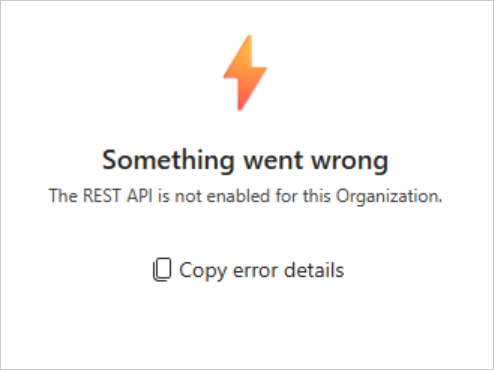 Something went wrong
The REST API is not enabled for this Organization.
Copy error details